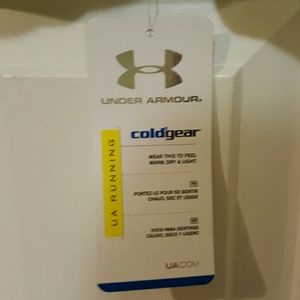 UNDER ARMOUR
coldgear
UA RUNNING
WEAR THIS TO FEEL
WARM, DRY & LIGHT.
PORTEZ-LE POUR SE SENTIR
CHAUD, SEC ET LÉGER
VISTA PARA SENTIRSE
CÁLIDO, SECO Y LIGERO
UA.COM